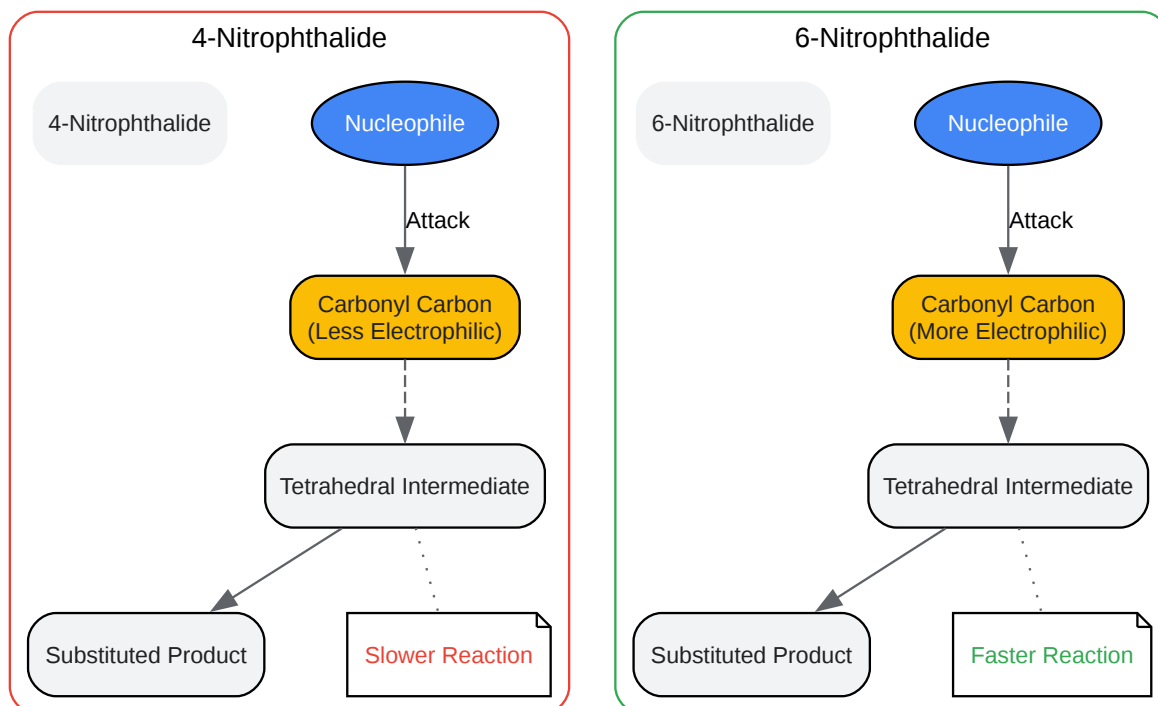 4-Nitrophthalide
4-Nitrophthalide
Nucleophile
Attack
Carbonyl Carbon
(Less Electrophilic)
Tetrahedral Intermediate
Substituted Product
Slower Reaction
6-Nitrophthalide
6-Nitrophthalide
Nucleophile
Attack
Carbonyl Carbon
(More Electrophilic)
Tetrahedral Intermediate
Substituted Product
Faster Reaction